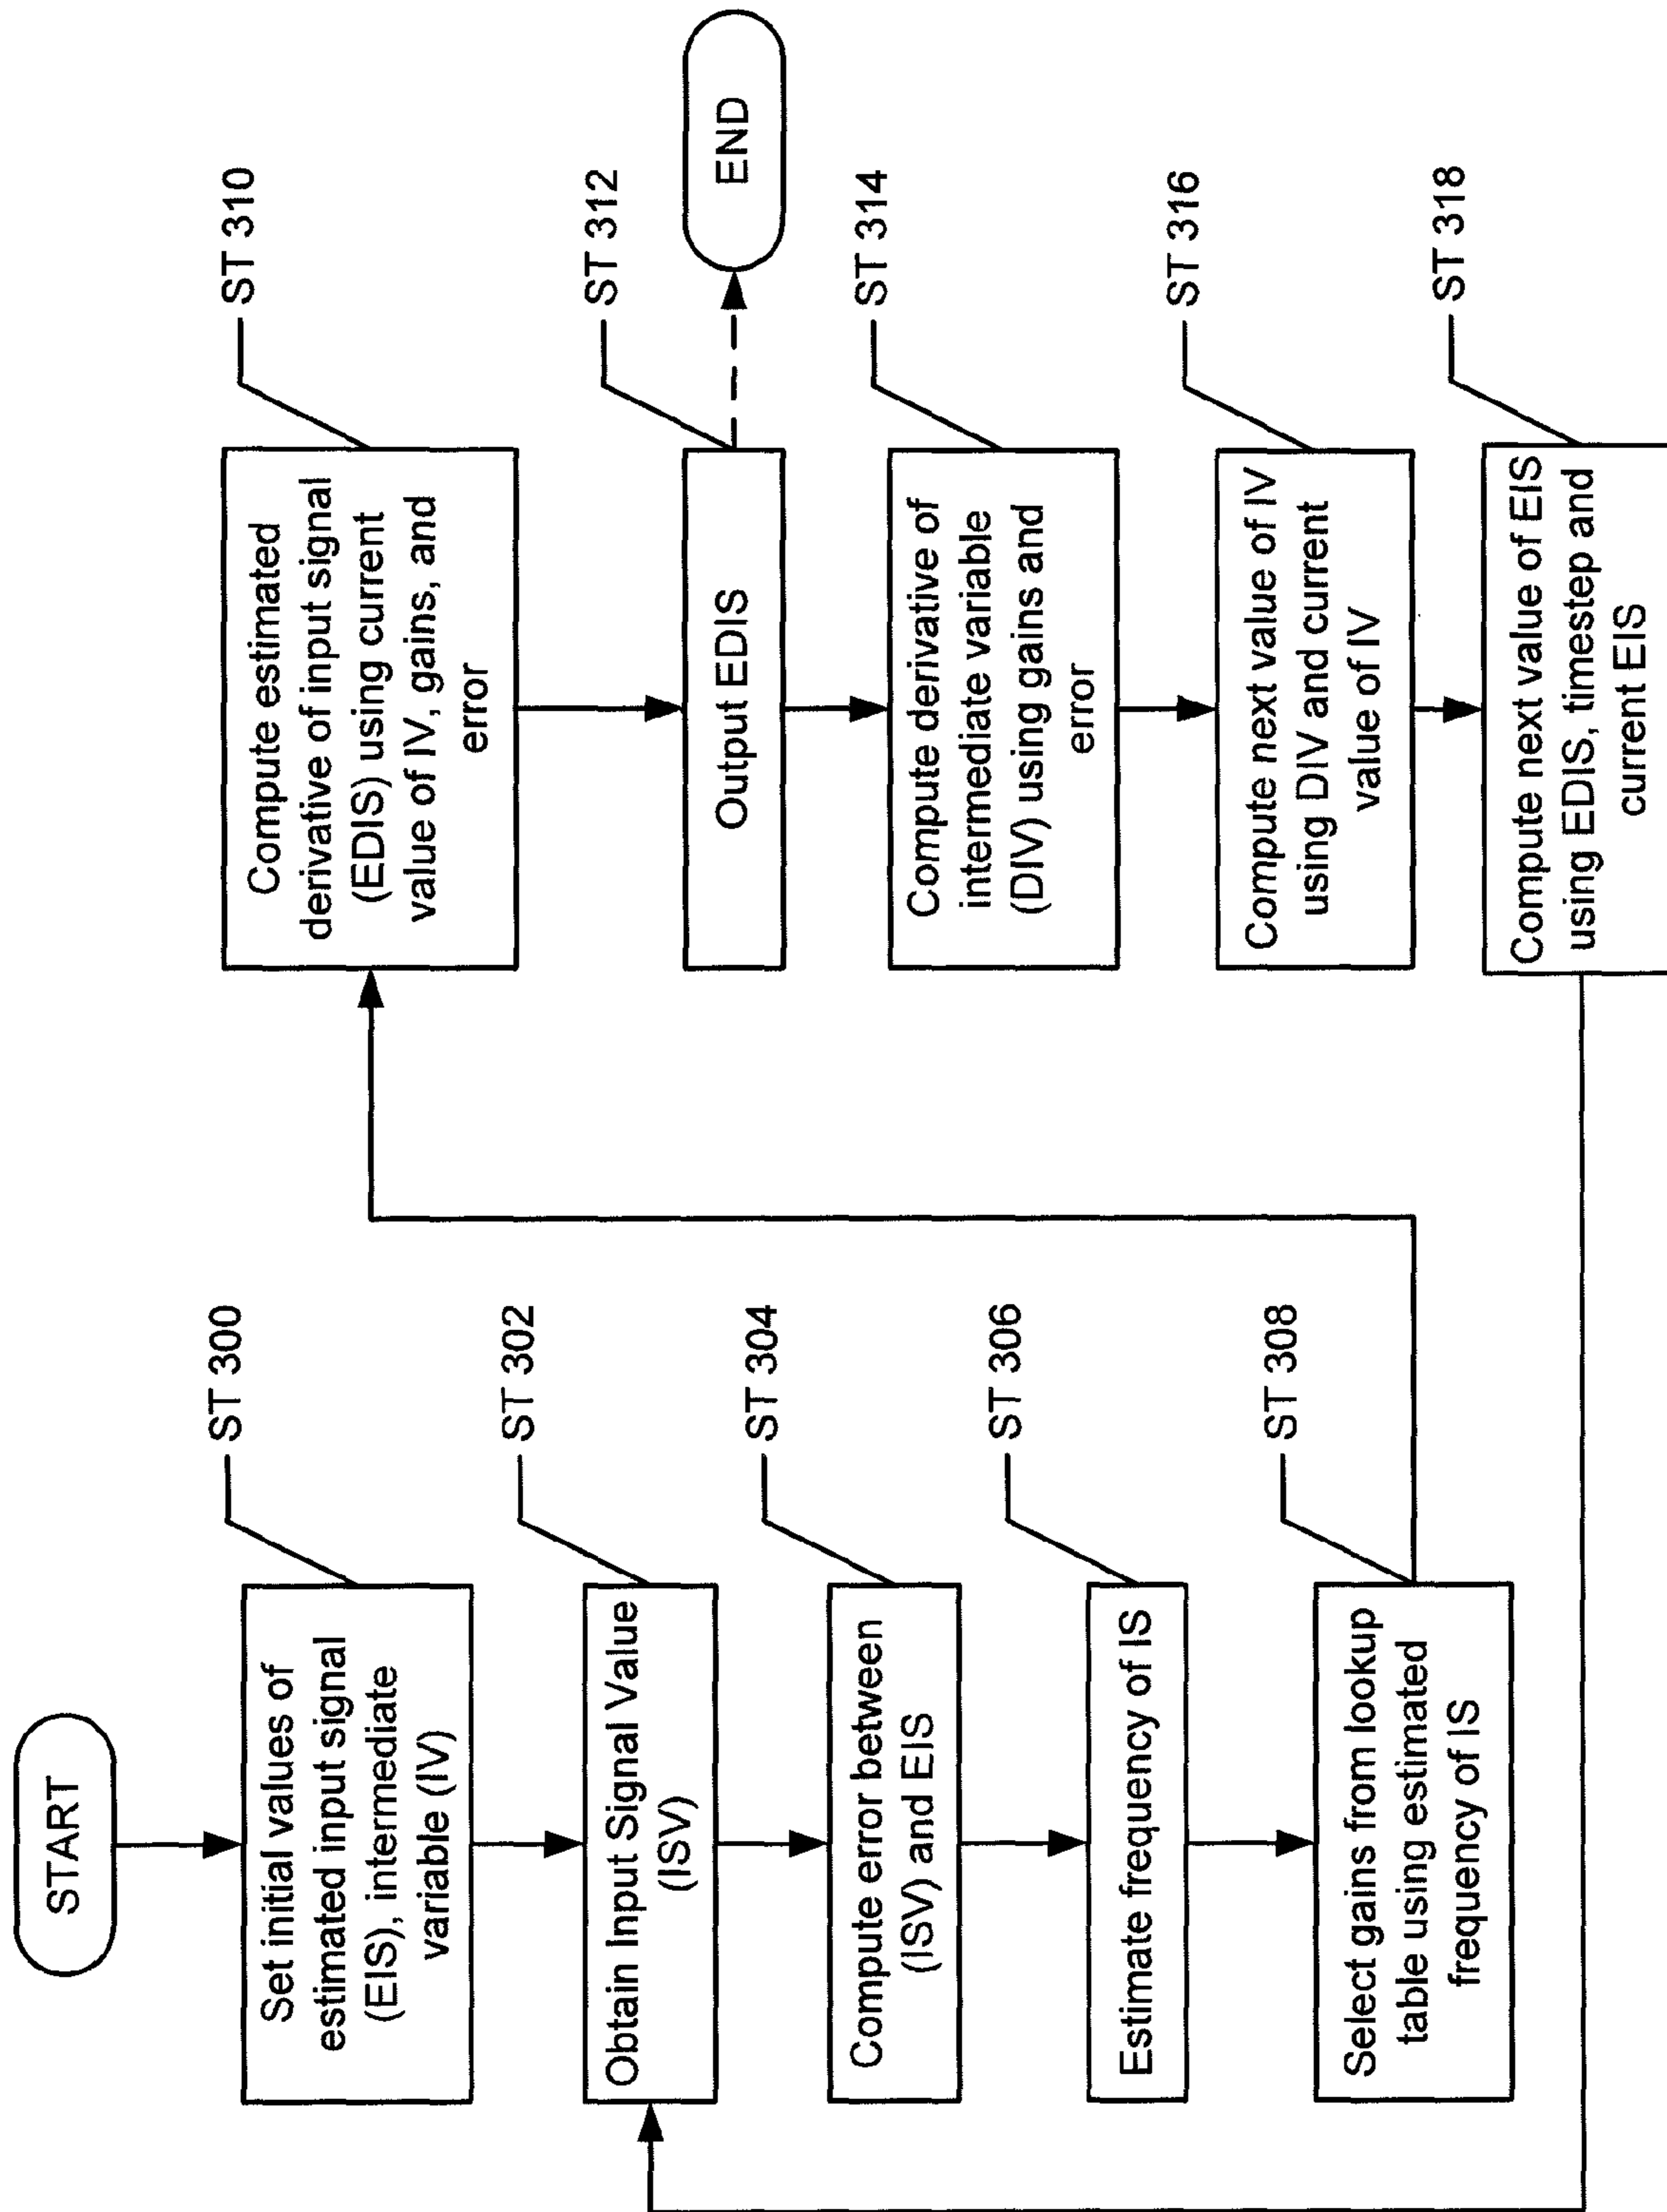 START
Set initial values of
estimated input signal
(EIS), intermediate
variable (IV)
ST 300
Obtain Input Signal Value
(ISV)
ST 302
Compute error between
(ISV) and EIS
ST 304
Estimate frequency of IS
ST 306
Select gains from lookup
table using estimated
frequency of IS
ST 308
Compute estimated
derivative of input signal
(EDIS) using current
value of IV, gains, and
error
ST 310
Output EDIS
ST 312
END
Compute derivative of
intermediate variable
(DIV) using gains and
error
ST 314
Compute next value of IV
using DIV and current
value of IV
ST 316
Compute next value of EIS
using EDIS, timestep and
current EIS
ST 318